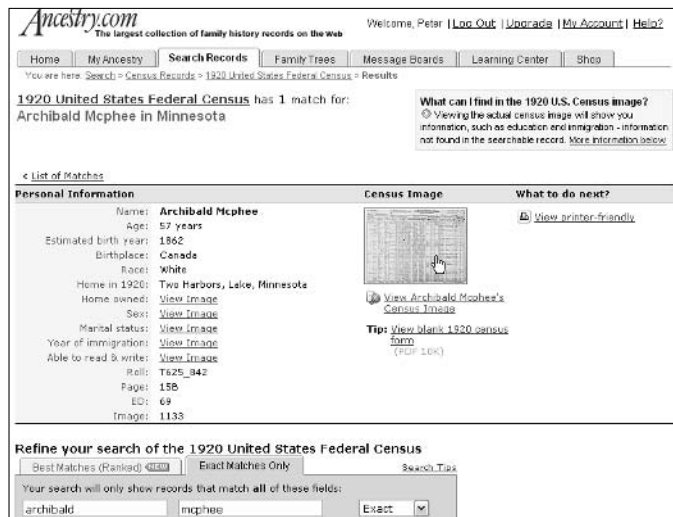 Ancestry.com
The largest collection of family history records on the web
Welcome, Peter | Log Out | Upgrade | My Account | Help?
Home My Ancestry Search Records Family Trees Message Boards Learning Center Shop
You are here: Search > Census Records > 1920 United States Federal Census > Results
1920 United States Federal Census has 1 match for:
Archibald Mcphee in Minnesota
What can I find in the 1920 U.S. Census image?
Viewing the actual census image will show you
information, such as education and immigration - information
not found in the searchable record. More information below
< List of Matches
Personal Information Census Image What to do next?
Name: Archibald Mcphee
Age: 57 years
Estimated birth year: 1862
Birthplace: Canada
Race: White
Home in 1920: Two Harbors, Lake, Minnesota
Home owned: View Image
Sex: View Image
Marital status: View Image
Year of immigration: View Image
Able to read & write: View Image
Roll: T625_842
Page: 15B
ED: 69
Image: 1133
View printer-friendly
View Archibald Mcphee's
Census Image
Tip: View blank 1920 census
form
(PDF 10K)
Refine your search of the 1920 United States Federal Census
Best Matches (Ranked) NEW Exact Matches Only Search Tips
Your search will only show records that match all of these fields:
archibald mcphee Exact